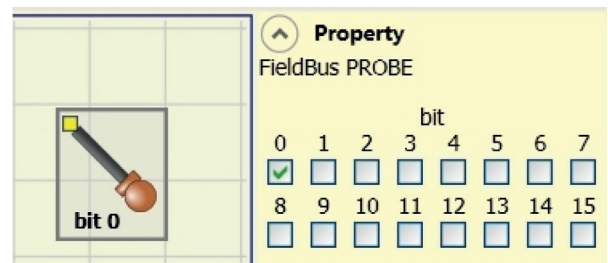 bit 0
Property
FieldBus PROBE
bit
0 1 2 3 4 5 6 7
8 9 10 11 12 13 14 15